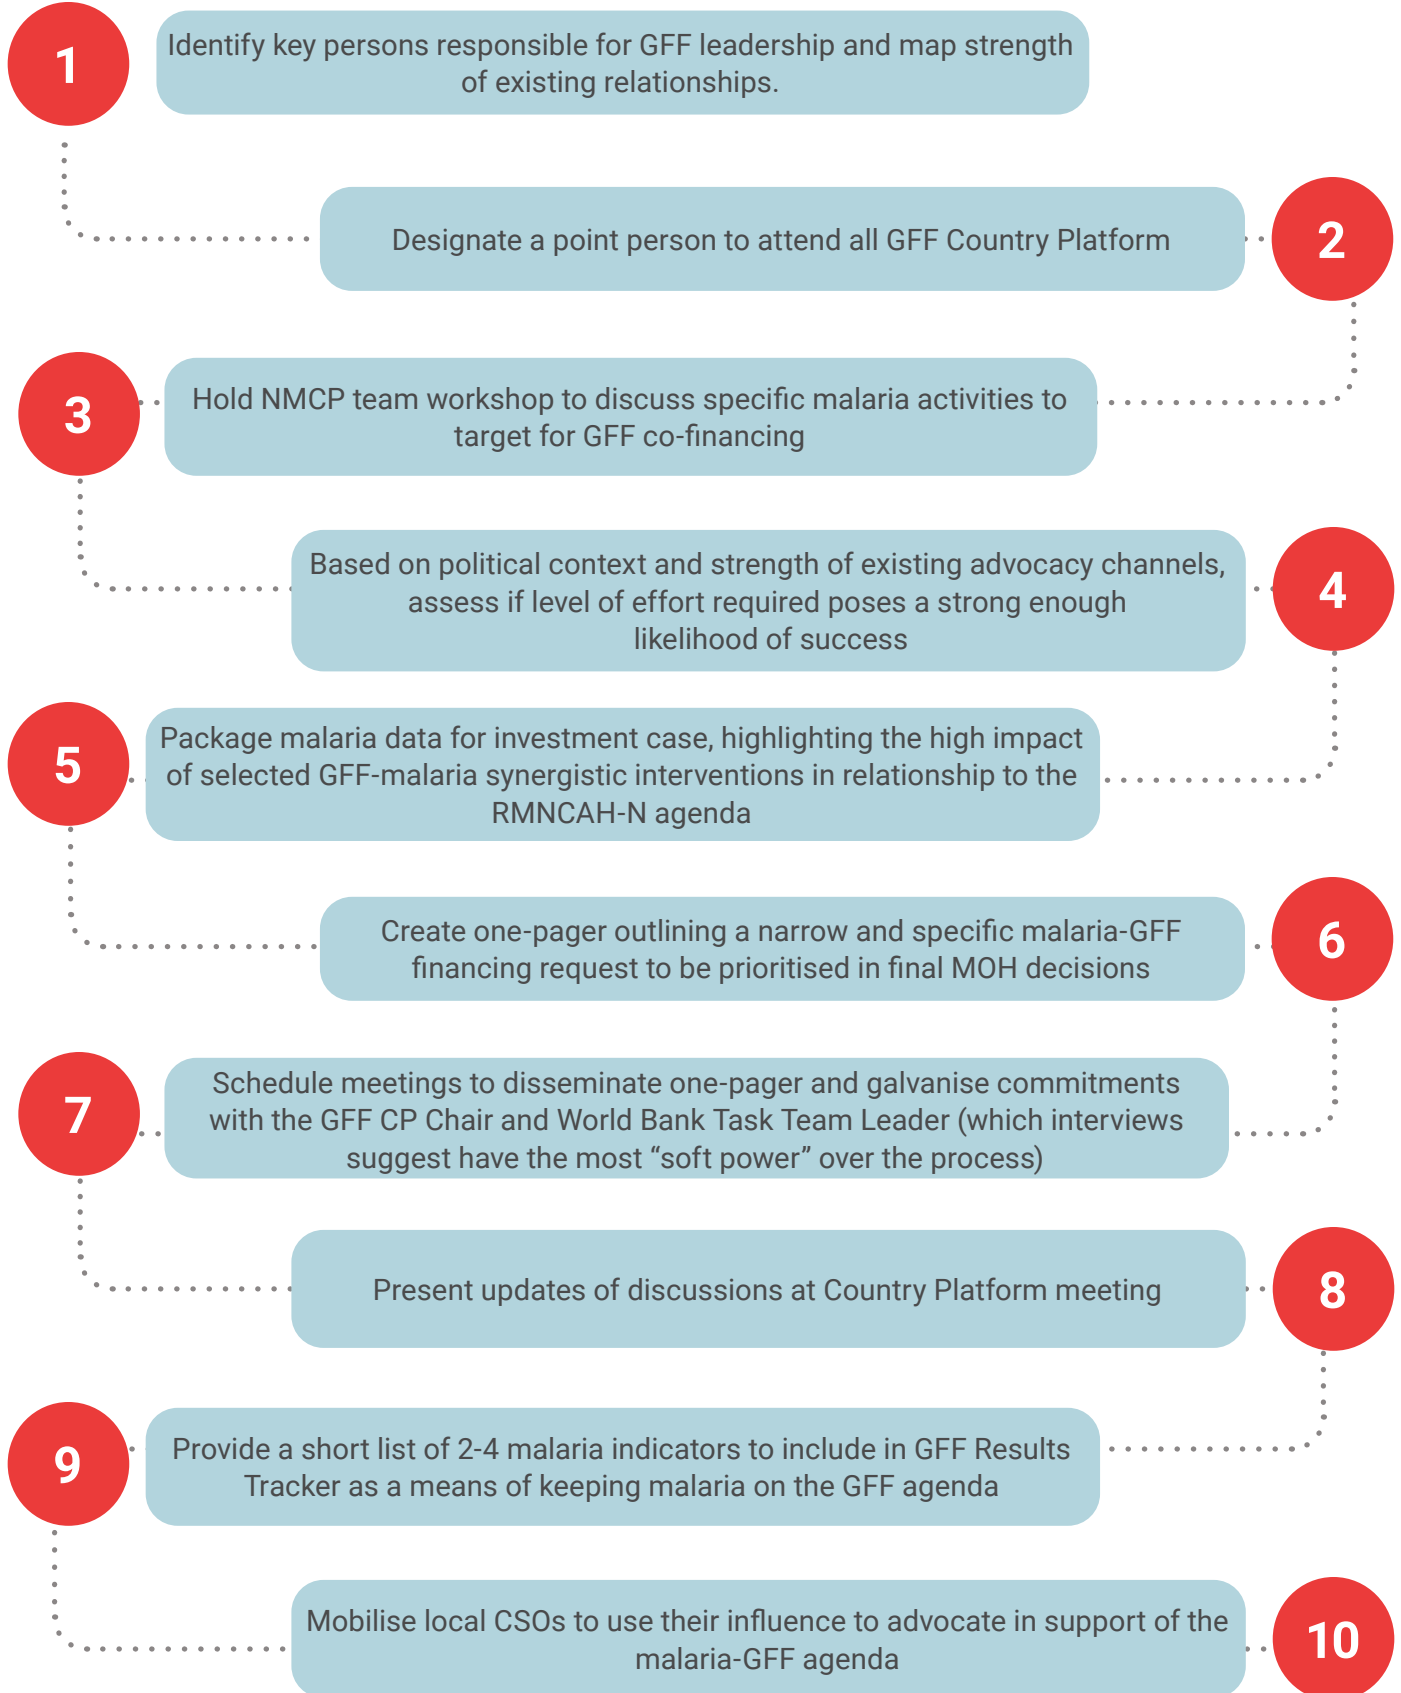 1
Identify key persons responsible for GFF leadership and map strength
of existing relationships.
Designate a point person to attend all GFF Country Platform
2
3
Hold NMCP team workshop to discuss specific malaria activities to
target for GFF co-financing
Based on political context and strength of existing advocacy channels,
assess if level of effort required poses a strong enough
likelihood of success
4
5
Package malaria data for investment case, highlighting the high impact
of selected GFF-malaria synergistic interventions in relationship to the
RMNCAH-N agenda
Create one-pager outlining a narrow and specific malaria-GFF
financing request to be prioritised in final MOH decisions
6
7
Schedule meetings to disseminate one-pager and galvanise commitments
with the GFF CP Chair and World Bank Task Team Leader (which interviews
suggest have the most “soft power” over the process)
Present updates of discussions at Country Platform meeting
8
9
Provide a short list of 2-4 malaria indicators to include in GFF Results
Tracker as a means of keeping malaria on the GFF agenda
Mobilise local CSOs to use their influence to advocate in support of the
malaria-GFF agenda
10